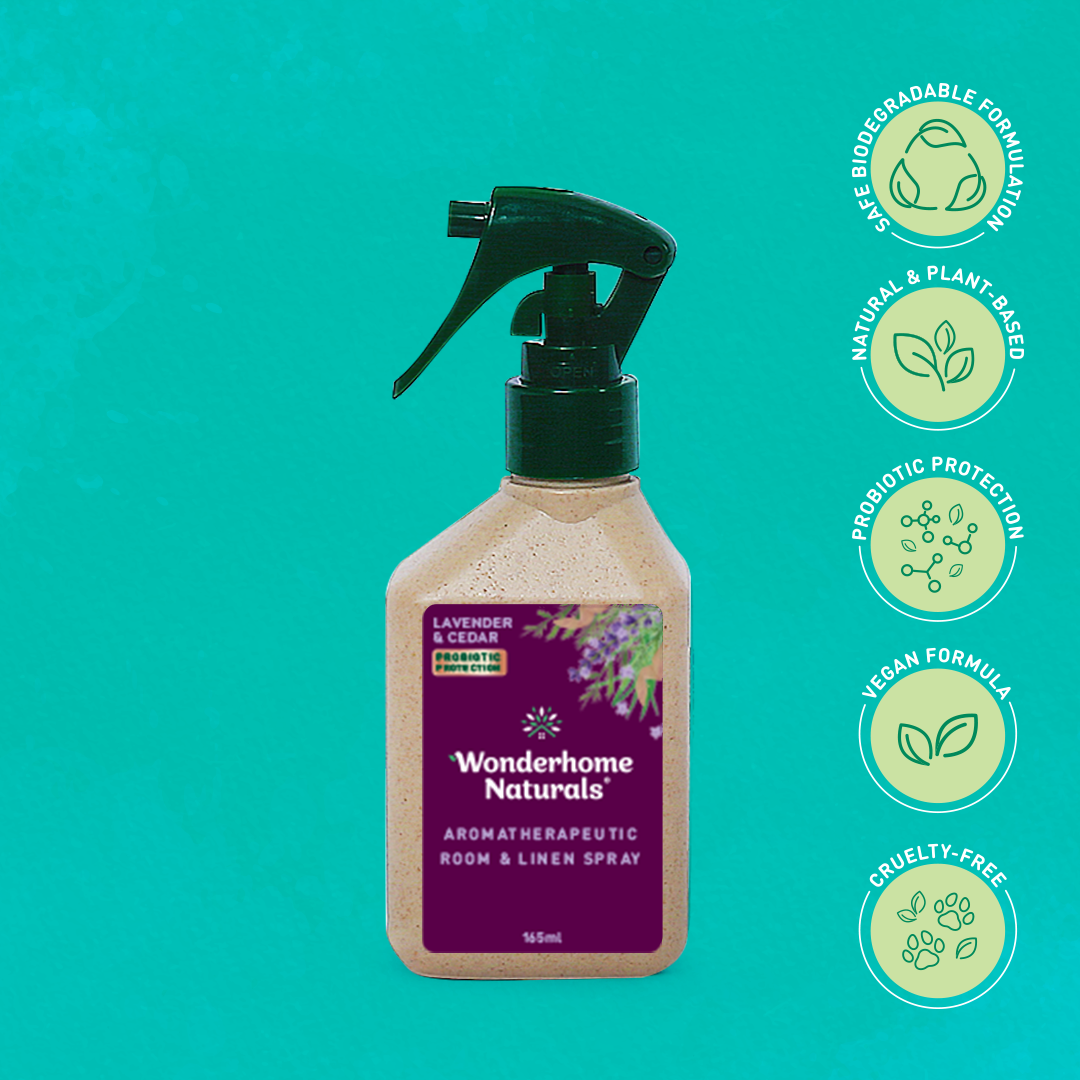 OPEN
LAVENDER
& CEDAR
PROBIOTIC
PROTECTION
Wonderhome
Naturals®
AROMATHERAPEUTIC
ROOM & LINEN SPRAY
165ml
SAFE BIODEGRADABLE FORMULATION
NATURAL & PLANT-BASED
PROBIOTIC PROTECTION
VEGAN FORMULA
CRUELTY-FREE